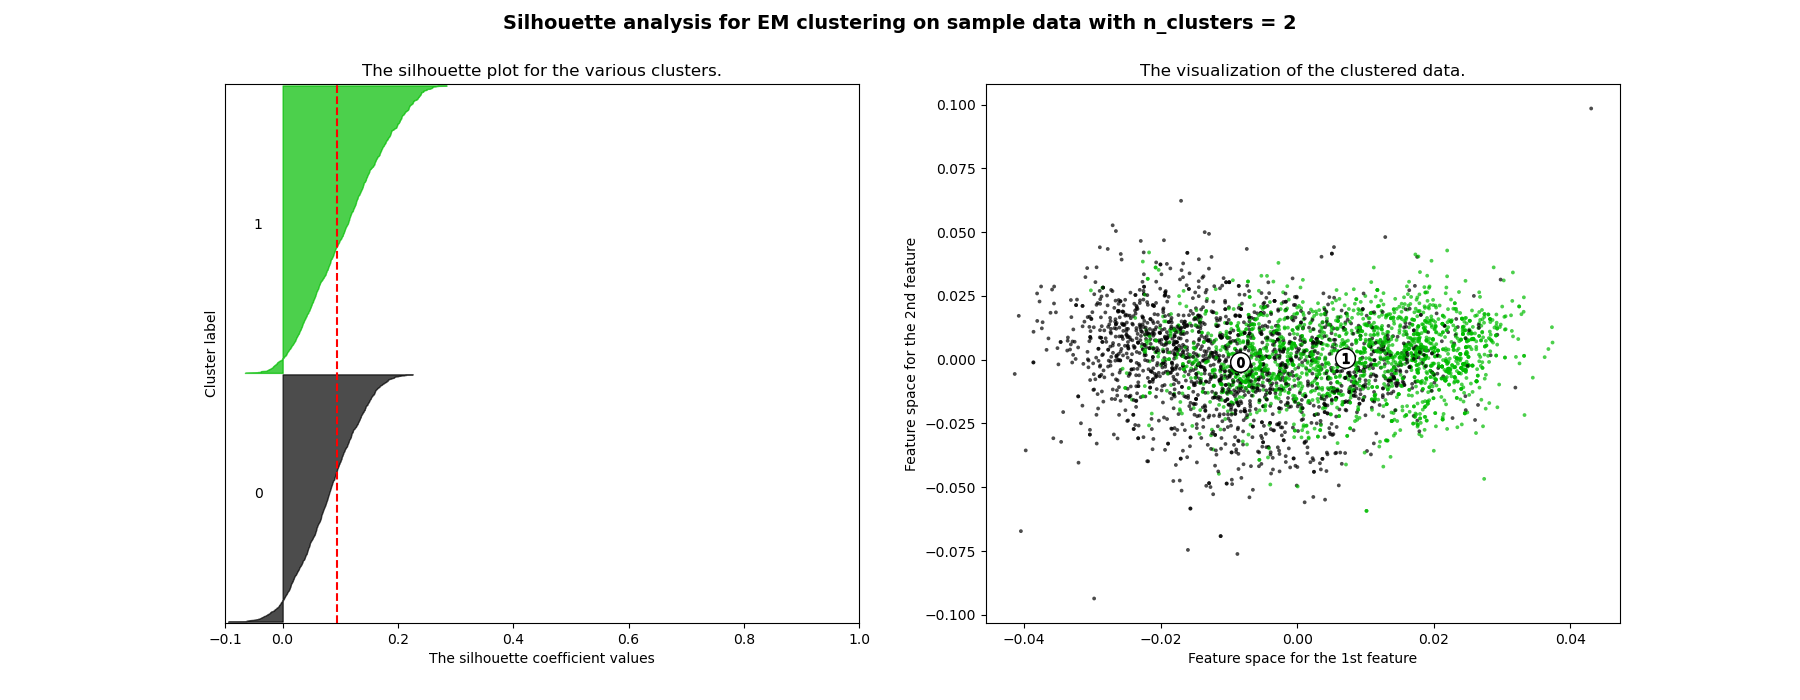 Silhouette analysis for EM clustering on sample data with n_clusters = 2
The silhouette plot for the various clusters.
1
0
Cluster label
−0.1 0.0 0.2 0.4 0.6 0.8 1.0
The silhouette coefficient values
The visualization of the clustered data.
0.100
0.075
0.050
0.025
0.000
−0.025
−0.050
−0.075
−0.100
Feature space for the 2nd feature
0 1
−0.04 −0.02 0.00 0.02 0.04
Feature space for the 1st feature